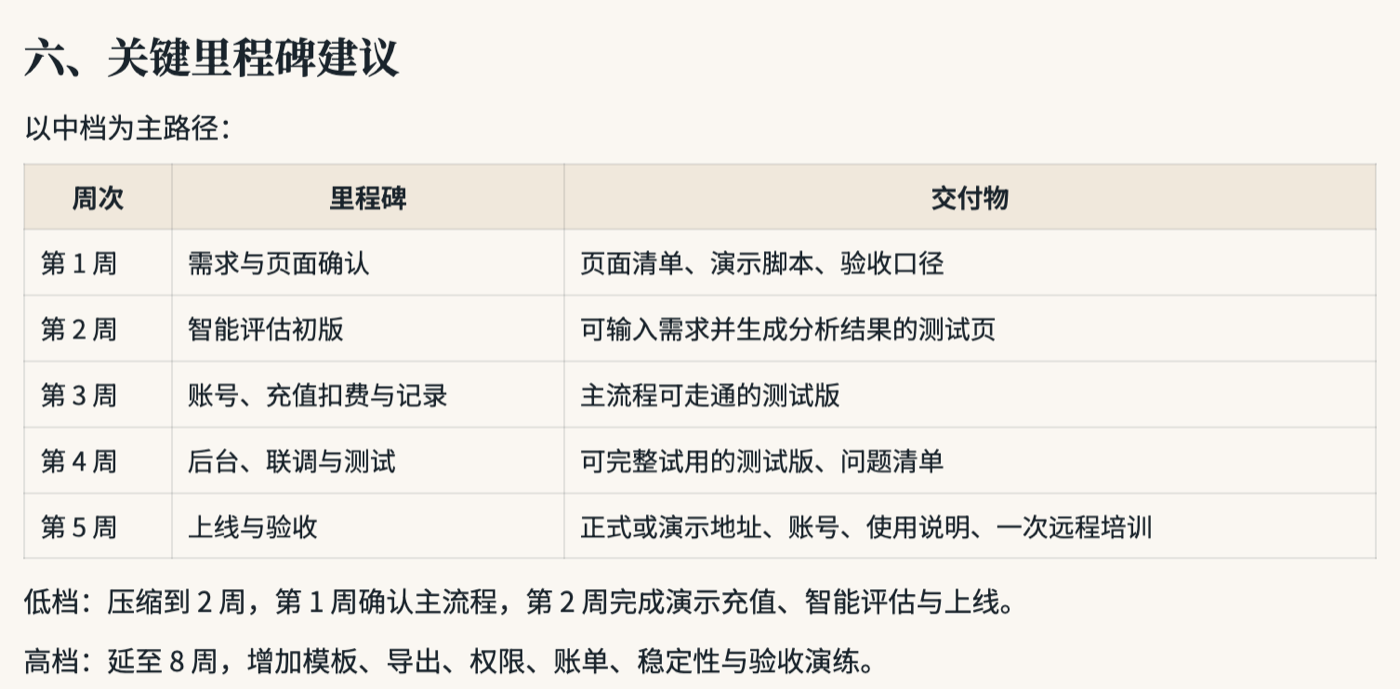 六、关键里程碑建议
以中档为主路径：
周次 里程碑 交付物
第 1 周 需求与页面确认 页面清单、演示脚本、验收口径
第 2 周 智能评估初版 可输入需求并生成分析结果的测试页
第 3 周 账号、充值扣费与记录 主流程可走通的测试版
第 4 周 后台、联调与测试 可完整试用的测试版、问题清单
第 5 周 上线与验收 正式或演示地址、账号、使用说明、一次远程培训
低档：压缩到 2 周，第 1 周确认主流程，第 2 周完成演示充值、智能评估与上线。
高档：延至 8 周，增加模板、导出、权限、账单、稳定性与验收演练。